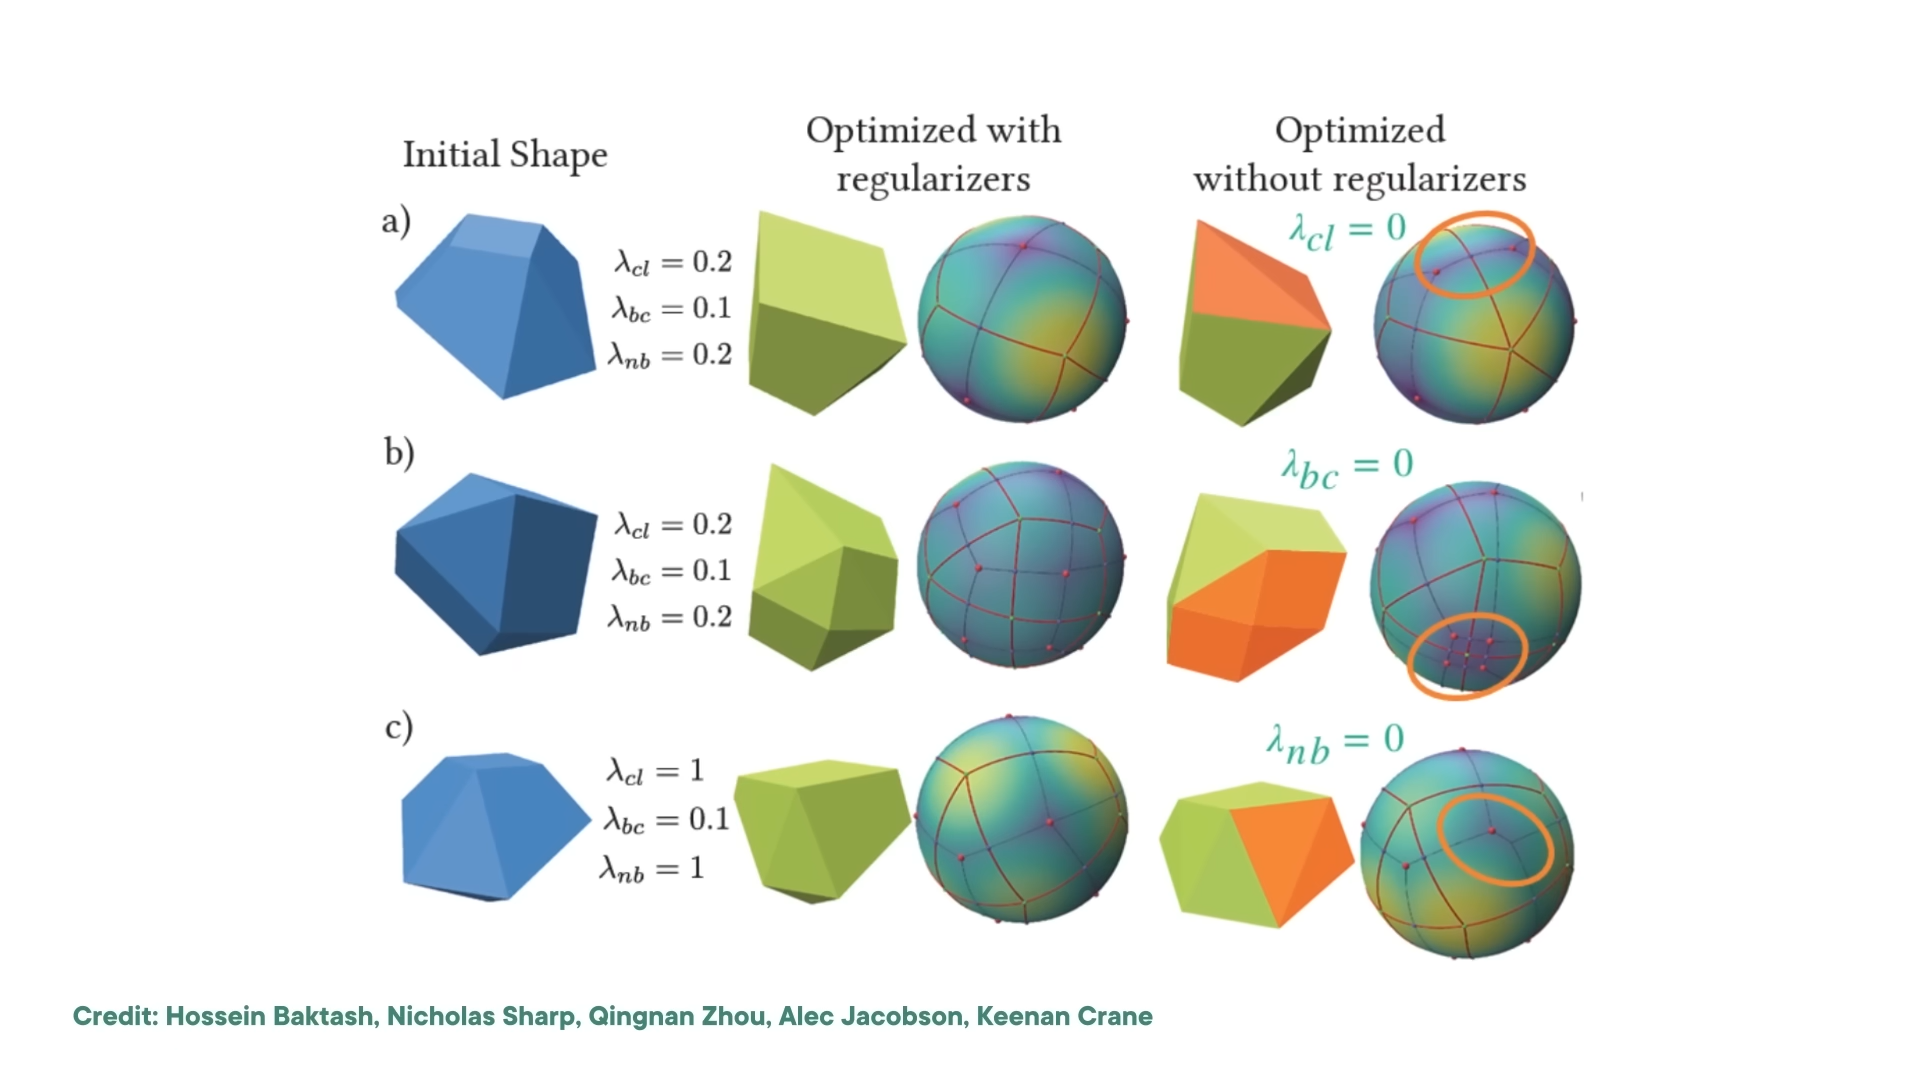 Initial Shape
Optimized with
regularizers
Optimized
without regularizers
a)
λcl = 0.2
λbc = 0.1
λnb = 0.2
λcl = 0
b)
λcl = 0.2
λbc = 0.1
λnb = 0.2
λbc = 0
c)
λcl = 1
λbc = 0.1
λnb = 1
λnb = 0
Credit: Hossein Baktash, Nicholas Sharp, Qingnan Zhou, Alec Jacobson, Keenan Crane